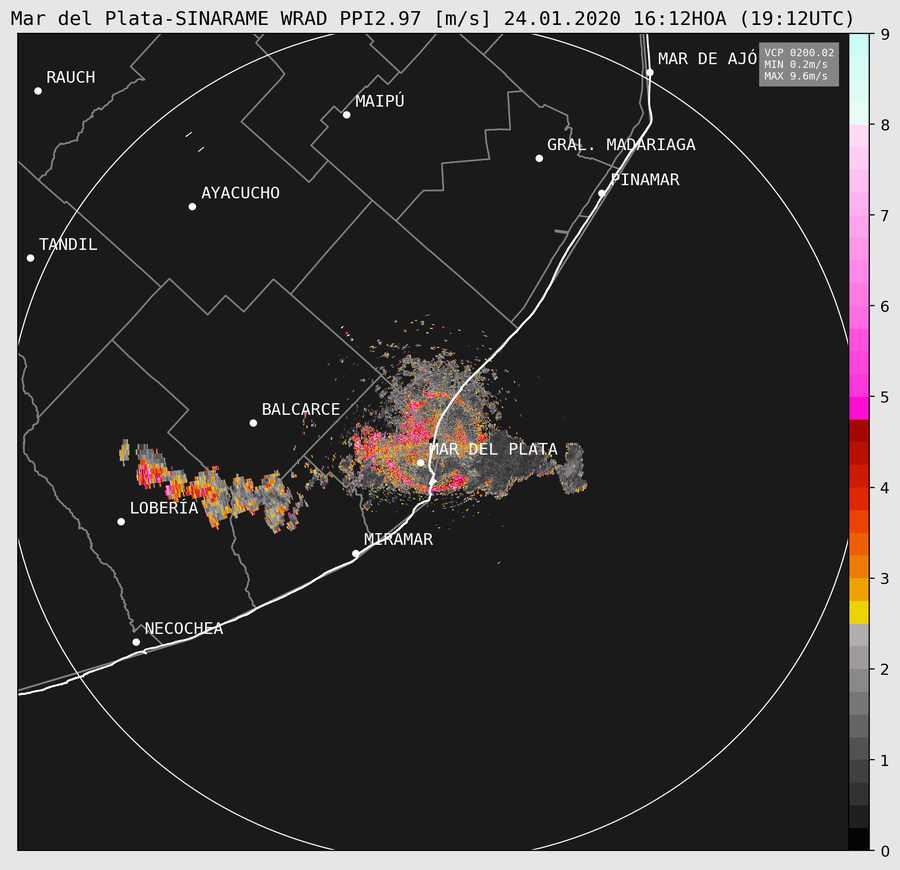 Mar del Plata-SINARAME WRAD PPI2.97 [m/s] 24.01.2020 16:12HOA (19:12UTC)
VCP 0200.02
MIN 0.2m/s
MAX 9.6m/s
MAR DE AJÓ
RAUCH
MAIPÚ
GRAL. MADARIAGA
PINAMAR
AYACUCHO
TANDIL
BALCARCE
MAR DEL PLATA
LOBERÍA
MIRAMAR
NECOCHEA
9
8
7
6
5
4
3
2
1
0